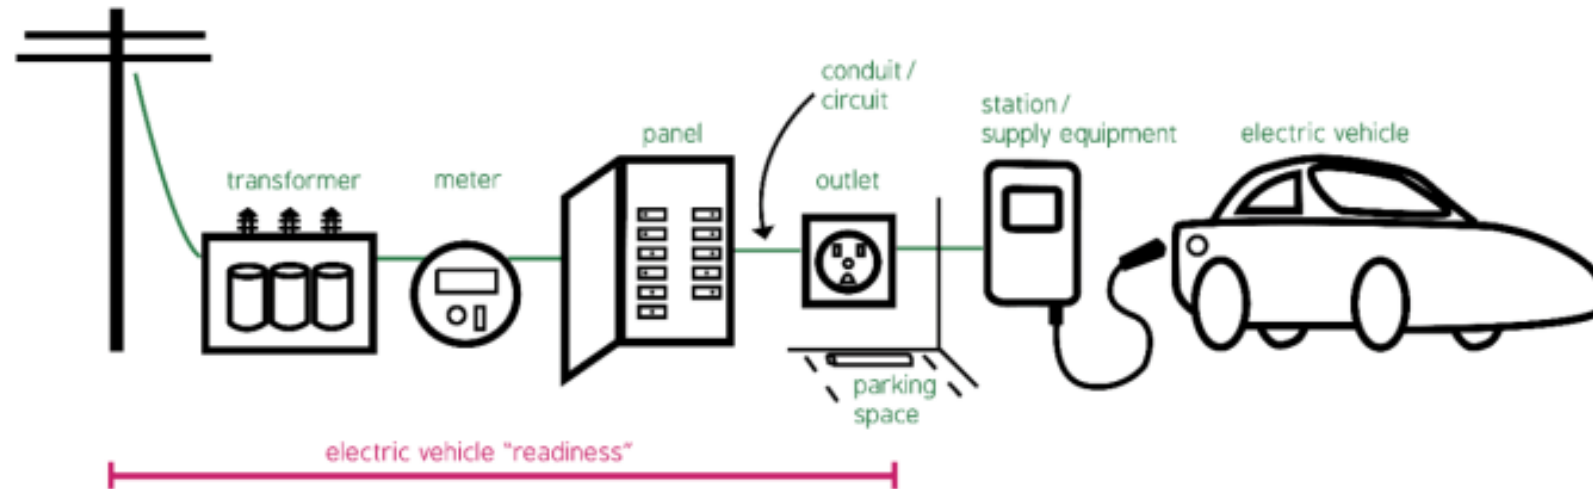 transformer
meter
panel
conduit /
circuit
outlet
station /
supply equipment
electric vehicle
parking
space
electric vehicle "readiness"